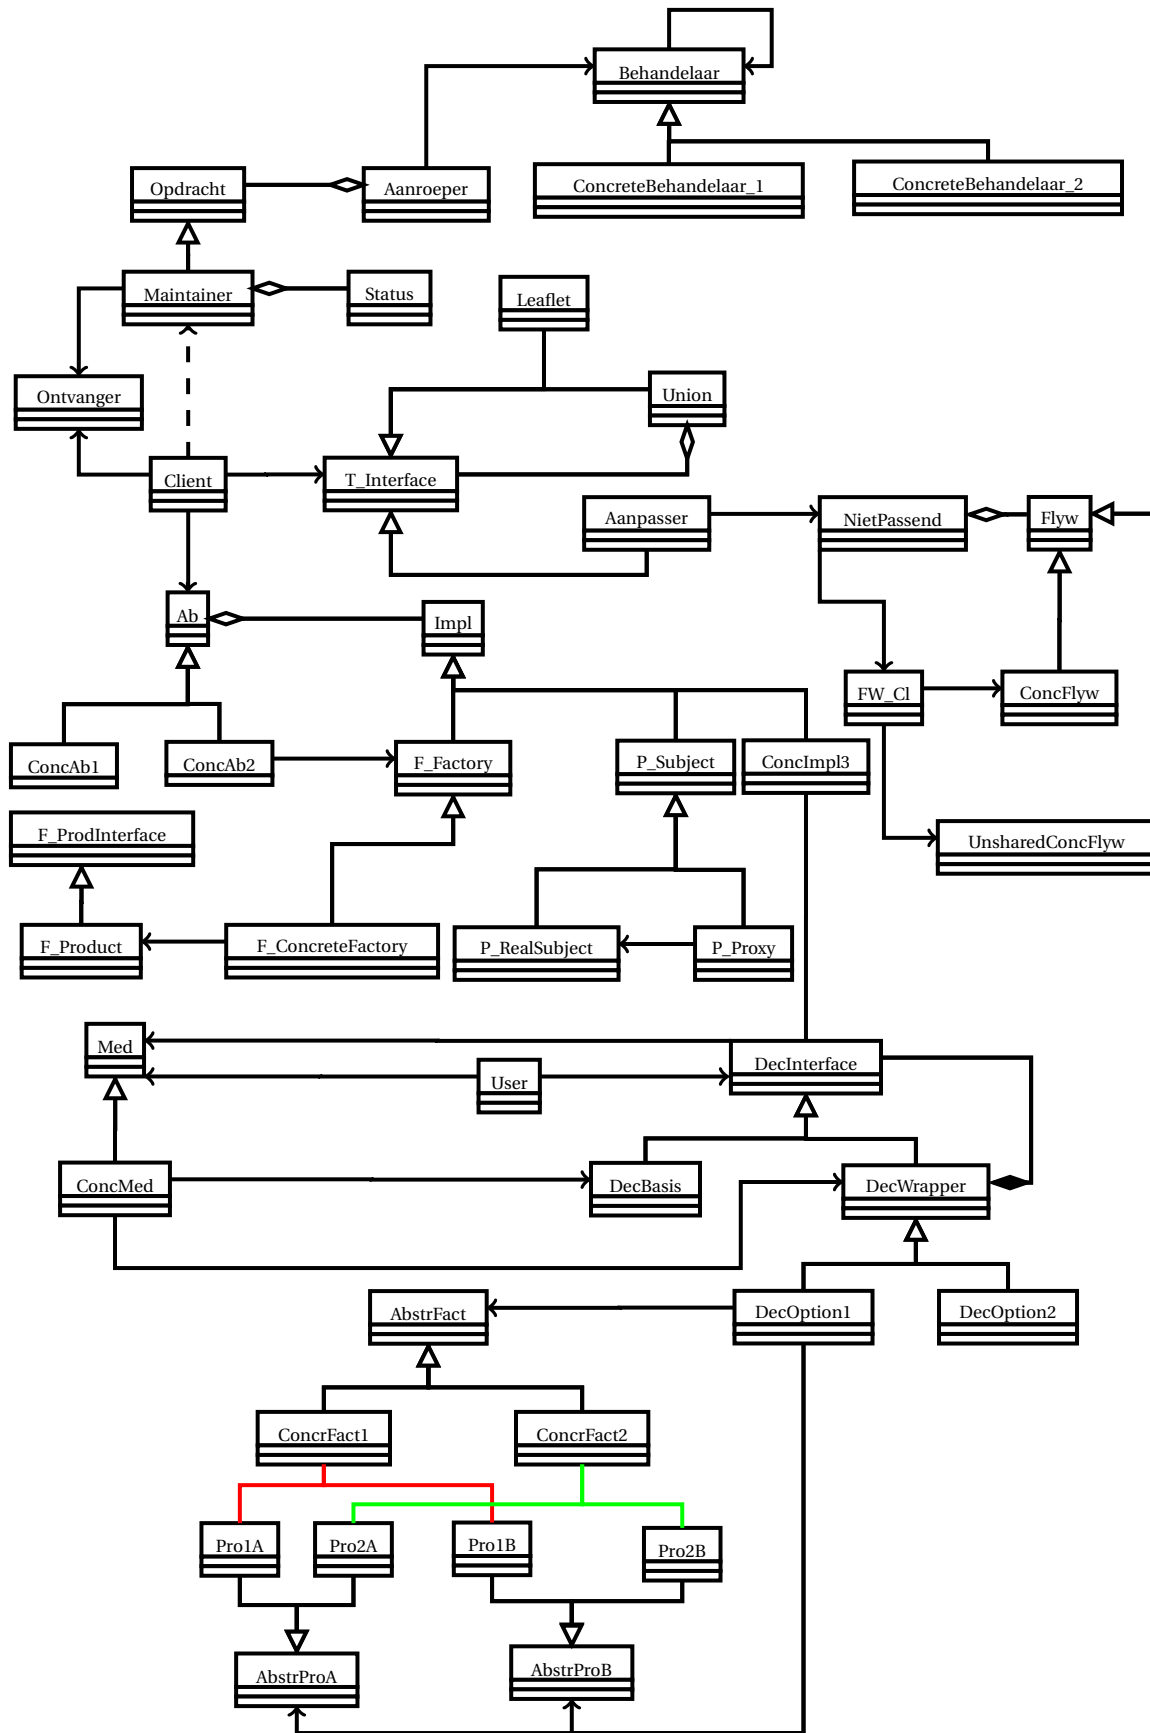 Behandelaar
Opdracht
Aanroeper
ConcreteBehandelaar_1
ConcreteBehandelaar_2
Maintainer
Status
Leaflet
Ontvanger
Union
Client
T_Interface
Aanpasser
NietPassend
Flyw
Ab
Impl
FW_Cl
ConcFlyw
ConcAb1
ConcAb2
F_Factory
P_Subject
ConcImpl3
F_ProdInterface
UnsharedConcFlyw
F_Product
F_ConcreteFactory
P_RealSubject
P_Proxy
Med
User
DecInterface
ConcMed
DecBasis
DecWrapper
AbstrFact
DecOption1
DecOption2
ConcrFact1
ConcrFact2
Pro1A
Pro2A
Pro1B
Pro2B
AbstrProA
AbstrProB